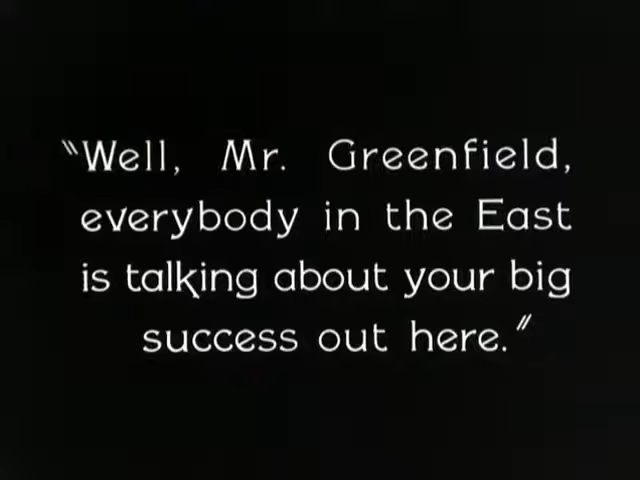 "Well, Mr. Greenfield,
everybody in the East
is talking about your big
success out here."